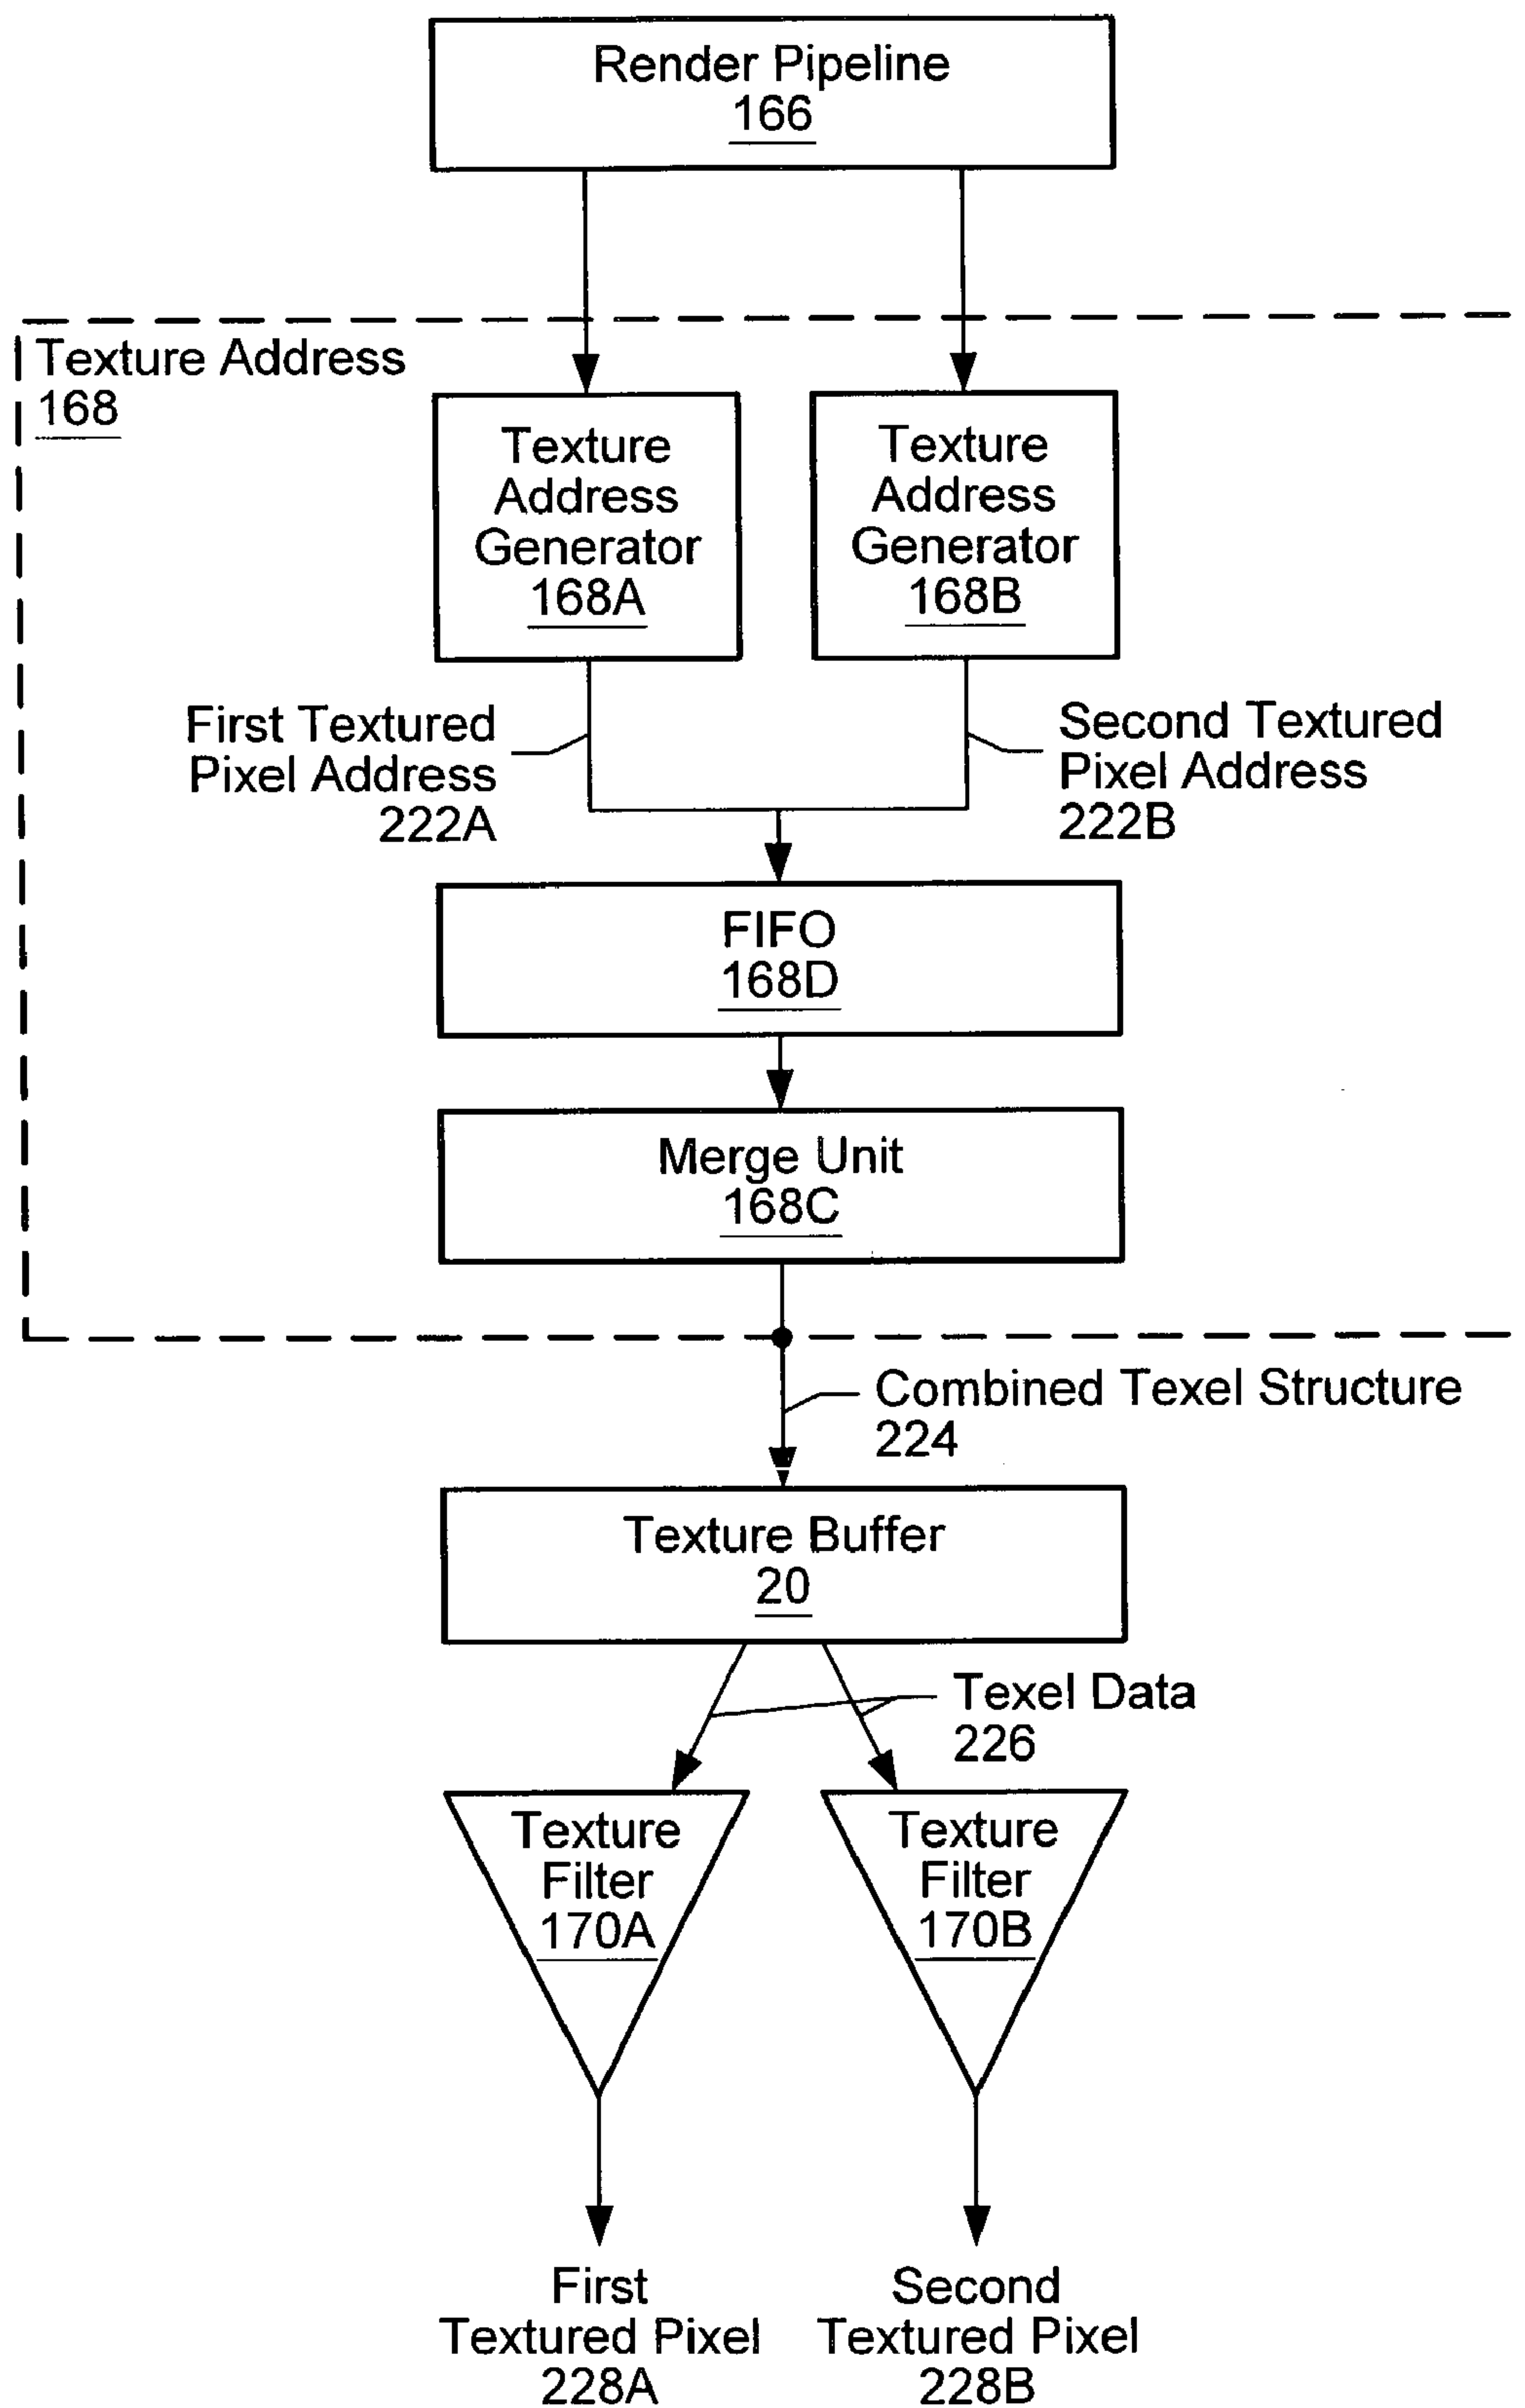 Render Pipeline
166
Texture Address
168
Texture
Address
Generator
168A
Texture
Address
Generator
168B
First Textured
Pixel Address
222A
Second Textured
Pixel Address
222B
FIFO
168D
Merge Unit
168C
Combined Texel Structure
224
Texture Buffer
20
Texel Data
226
Texture
Filter
170A
Texture
Filter
170B
First
Textured Pixel
228A
Second
Textured Pixel
228B